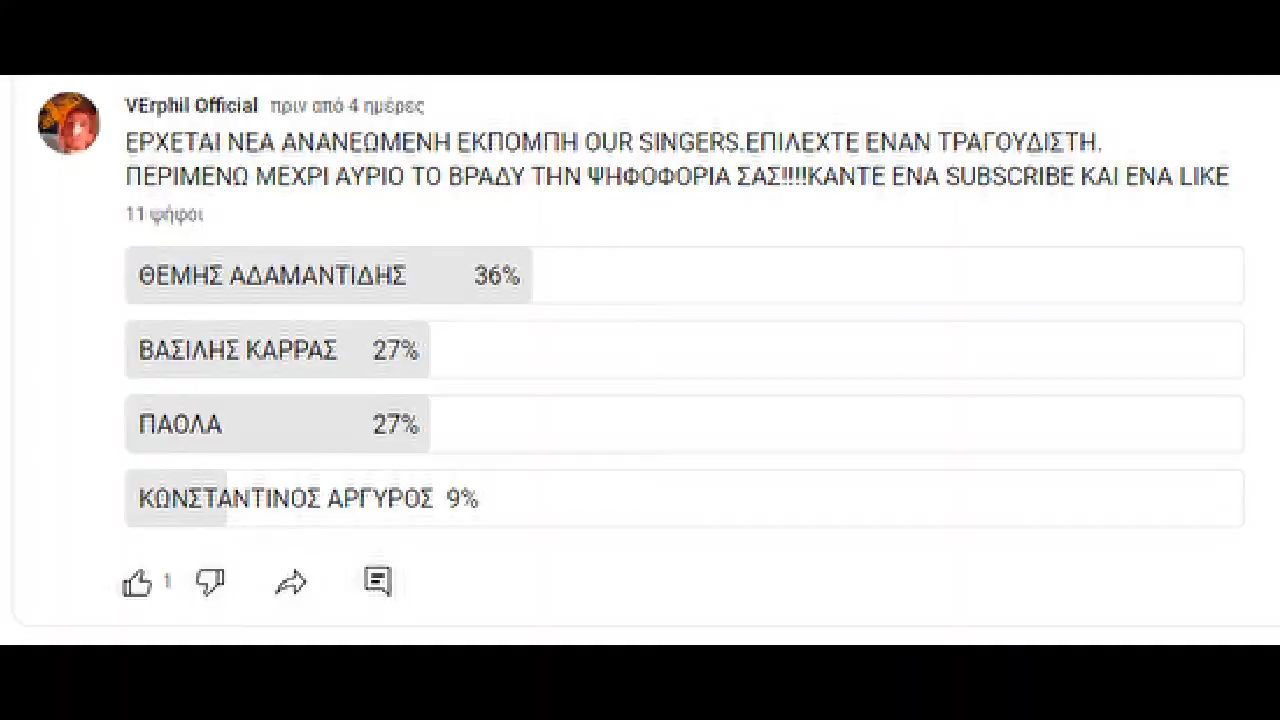 VErphil Official πριν από 4 ημέρες
ΕΡΧΕΤΑΙ ΝΕΑ ΑΝΑΝΕΩΜΕΝΗ ΕΚΠΟΜΠΗ OUR SINGERS.ΕΠΙΛΕΧΤΕ ΕΝΑΝ ΤΡΑΓΟΥΔΙΣΤΗ.
ΠΕΡΙΜΕΝΩ ΜΕΧΡΙ ΑΥΡΙΟ ΤΟ ΒΡΑΔΥ ΤΗΝ ΨΗΦΟΦΟΡΙΑ ΣΑΣ!!!!ΚΑΝΤΕ ΕΝΑ SUBSCRIBE ΚΑΙ ΕΝΑ LIKE
11 ψήφοι
ΘΕΜΗΣ ΑΔΑΜΑΝΤΙΔΗΣ 36%
ΒΑΣΙΛΗΣ ΚΑΡΡΑΣ 27%
ΠΑΟΛΑ 27%
ΚΩΝΣΤΑΝΤΙΝΟΣ ΑΡΓΥΡΟΣ 9%
1